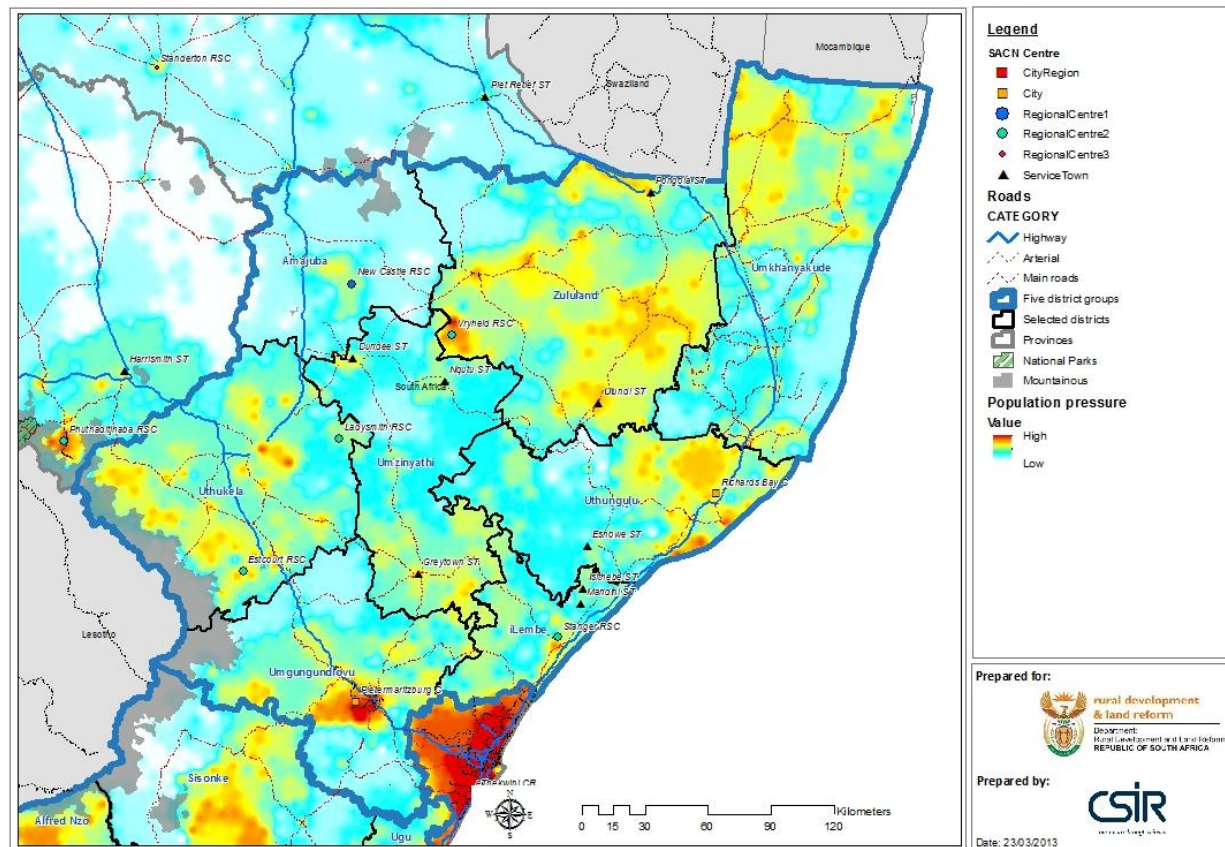 Standerton RSC
Piet Relief ST
Swaziland
Mocambique
Pongola ST
Amajuba
New Castle RSC
Zululand
Umkhanyakude
Vryheid RSC
Harrismith ST
Dundee ST
Nqutu ST
South Africa
Ulundi ST
Phuthaditjhaba RSC
Ladysmith RSC
Umzinyathi
Uthukela
Uthungulu
Richards Bay C
Eshowe ST
Estcourt RSC
Greytown ST
Isithebe ST
Mandini ST
Lesotho
iLembe
Stanger RSC
Umgungundlovu
Pietermaritzburg C
Sisonke
eThekwini CR
Alfred Nzo
Ugu
N
W E
S
Kilometers
0 15 30 60 90 120
Legend
SACN Centre
CityRegion
City
RegionalCentre1
RegionalCentre2
RegionalCentre3
ServiceTown
Roads
CATEGORY
Highway
Arterial
Main roads
Five district groups
Selected districts
Provinces
National Parks
Mountainous
Population pressure
Value
High
Low
Prepared for:
rural development
& land reform
Department:
Rural Development and Land Reform
REPUBLIC OF SOUTH AFRICA
Prepared by:
CSIR
Date: 23/03/2013